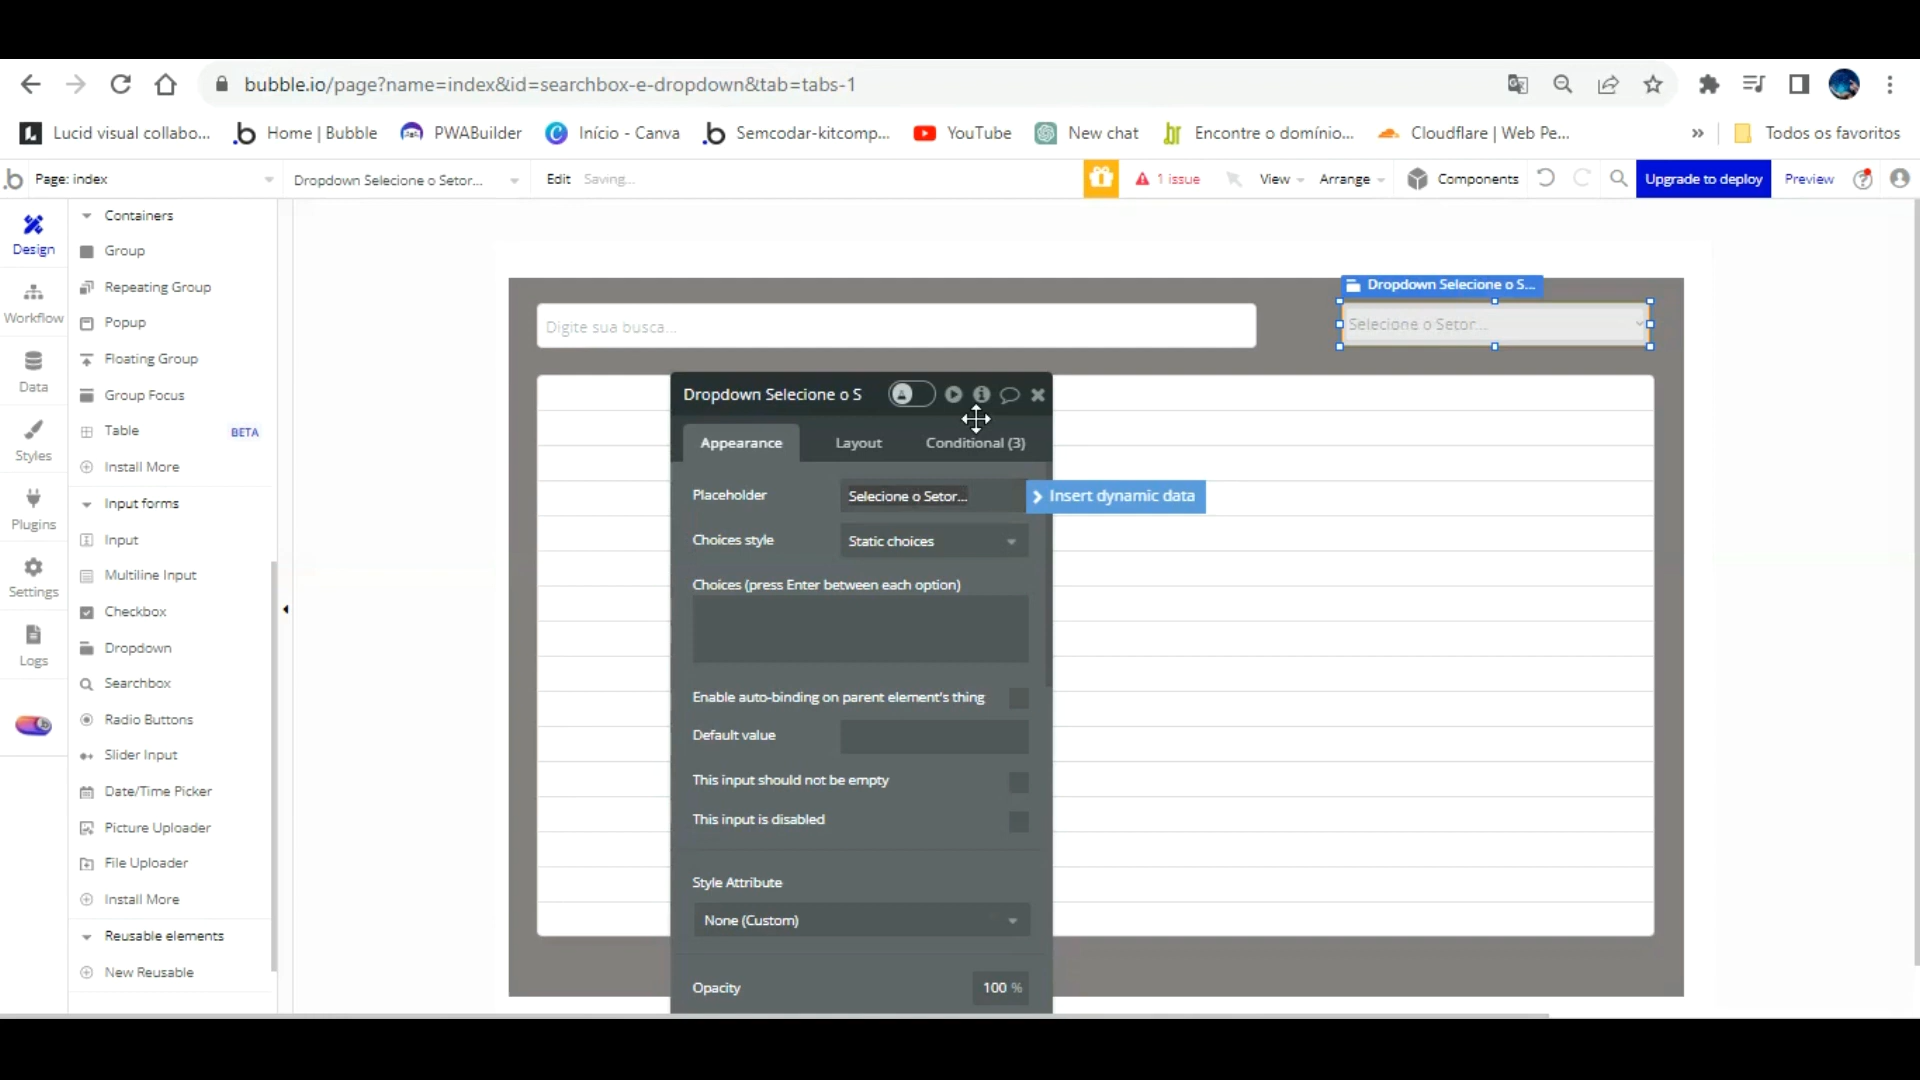 bubble.io/page?name=index&id=searchbox-e-dropdown&tab=tabs-1
Lucid visual collabo... Home | Bubble PWABuilder Início - Canva Semcodar-kitcomp... YouTube New chat Encontre o domínio... Cloudflare | Web Pe... » Todos os favoritos
Page: index Dropdown Selecione o Setor... Edit Saving... 1 issue View Arrange Components Upgrade to deploy Preview
Design
Workflow
Data
Styles
Plugins
Settings
Logs
Containers
Group
Repeating Group
Popup
Floating Group
Group Focus
Table BETA
Install More
Input forms
Input
Multiline Input
Checkbox
Dropdown
Searchbox
Radio Buttons
Slider Input
Date/Time Picker
Picture Uploader
File Uploader
Install More
Reusable elements
New Reusable
Dropdown Selecione o S...
Digite sua busca...
Selecione o Setor...
Dropdown Selecione o S
Appearance Layout Conditional (3)
Placeholder Selecione o Setor... Insert dynamic data
Choices style Static choices
Choices (press Enter between each option)
Enable auto-binding on parent element's thing
Default value
This input should not be empty
This input is disabled
Style Attribute
None (Custom)
Opacity 100 %